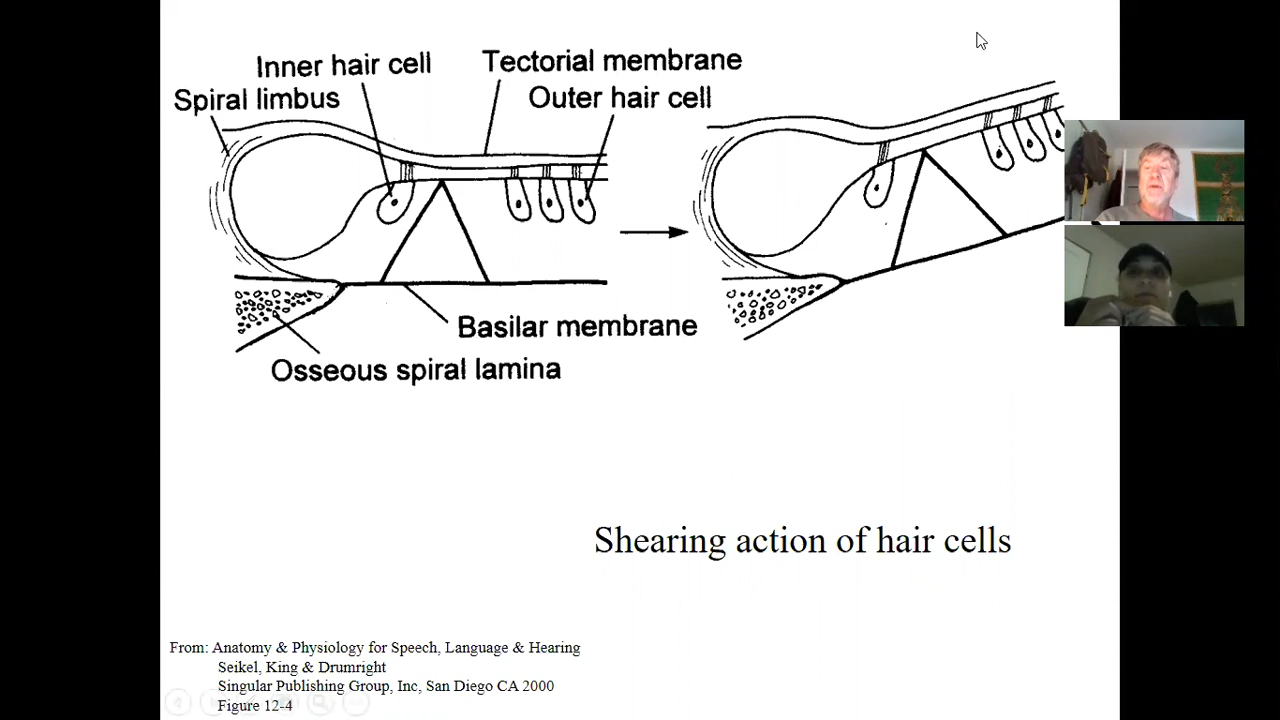 Inner hair cell
Tectorial membrane
Spiral limbus
Outer hair cell
Basilar membrane
Osseous spiral lamina
Shearing action of hair cells
From: Anatomy & Physiology for Speech, Language & Hearing
Seikel, King & Drumright
Singular Publishing Group, Inc, San Diego CA 2000
Figure 12-4